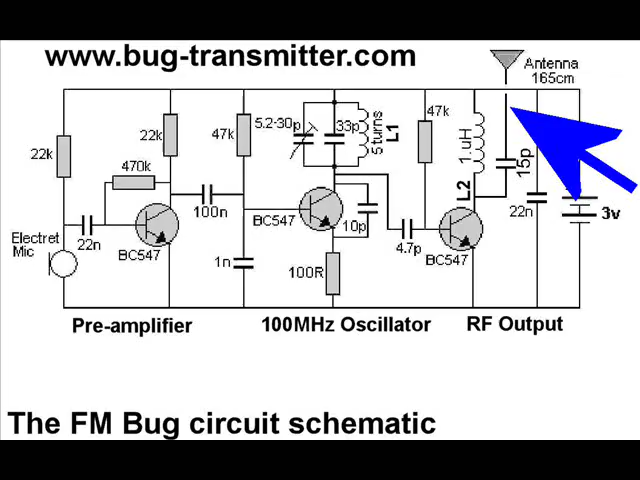 www.bug-transmitter.com
Antenna
165cm
22k
22k
470k
47k
5.2-30p
33p
5 turns
L1
47k
1.uH
15p
L2
22n
3v
Electret
Mic
22n
BC547
100n
BC547
10p
1n
100R
4.7p
BC547
Pre-amplifier
100MHz Oscillator
RF Output
The FM Bug circuit schematic